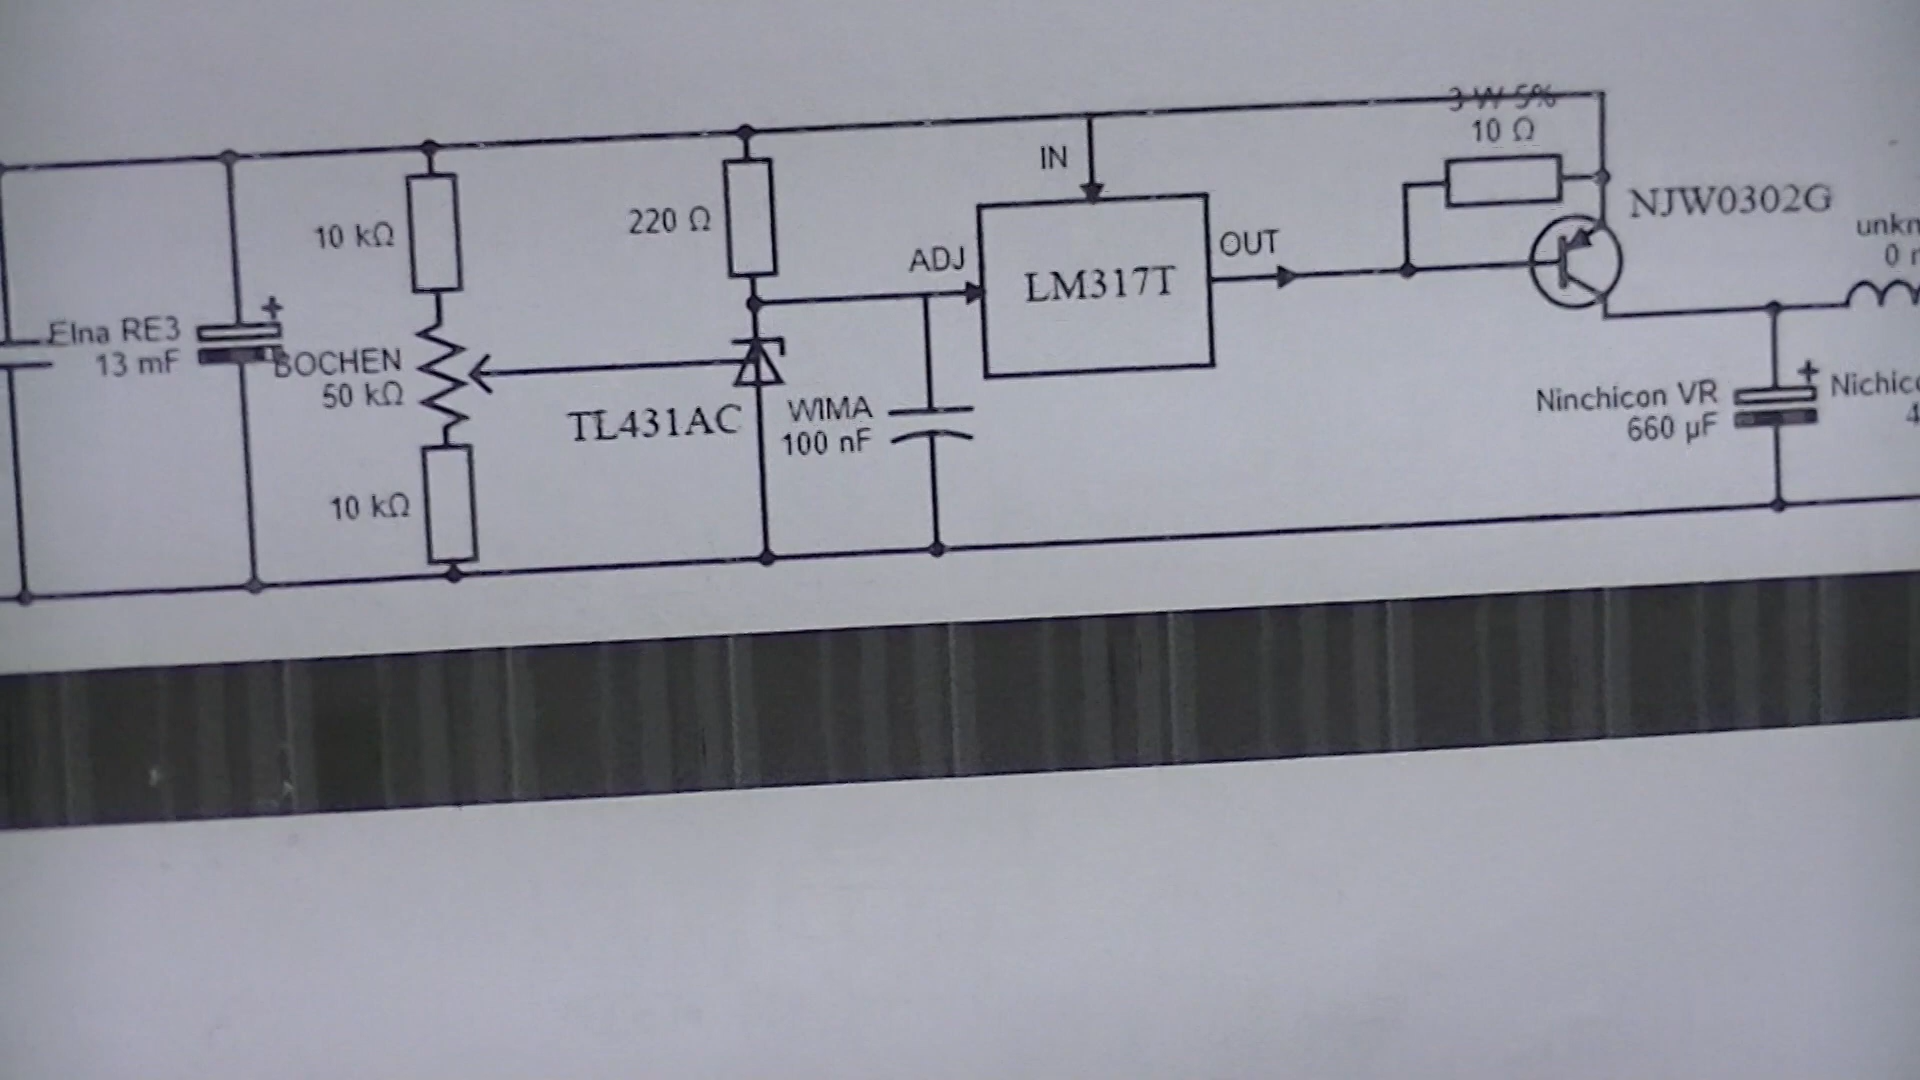 3 W 5%
10 Ω
IN
NJW0302G
10 kΩ
220 Ω
ADJ
OUT
LM317T
Elna RE3
13 mF
+
BOCHEN
50 kΩ
TL431AC
WIMA
100 nF
+
Ninchicon VR
660 µF
10 kΩ